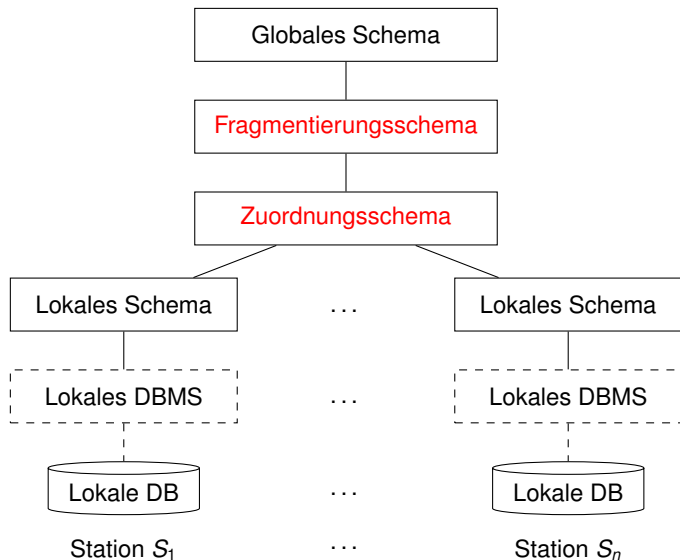 Globales Schema
Fragmentierungsschema
Zuordnungsschema
Lokales Schema ... Lokales Schema
Lokales DBMS ... Lokales DBMS
Lokale DB ... Lokale DB
Station S1 ... Station Sn